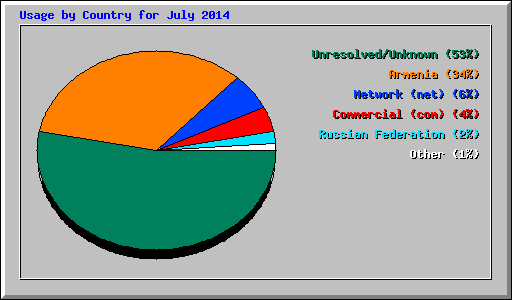 Usage by Country for July 2014
Unresolved/Unknown (53%)
Armenia (34%)
Network (net) (6%)
Commercial (com) (4%)
Russian Federation (2%)
Other (1%)